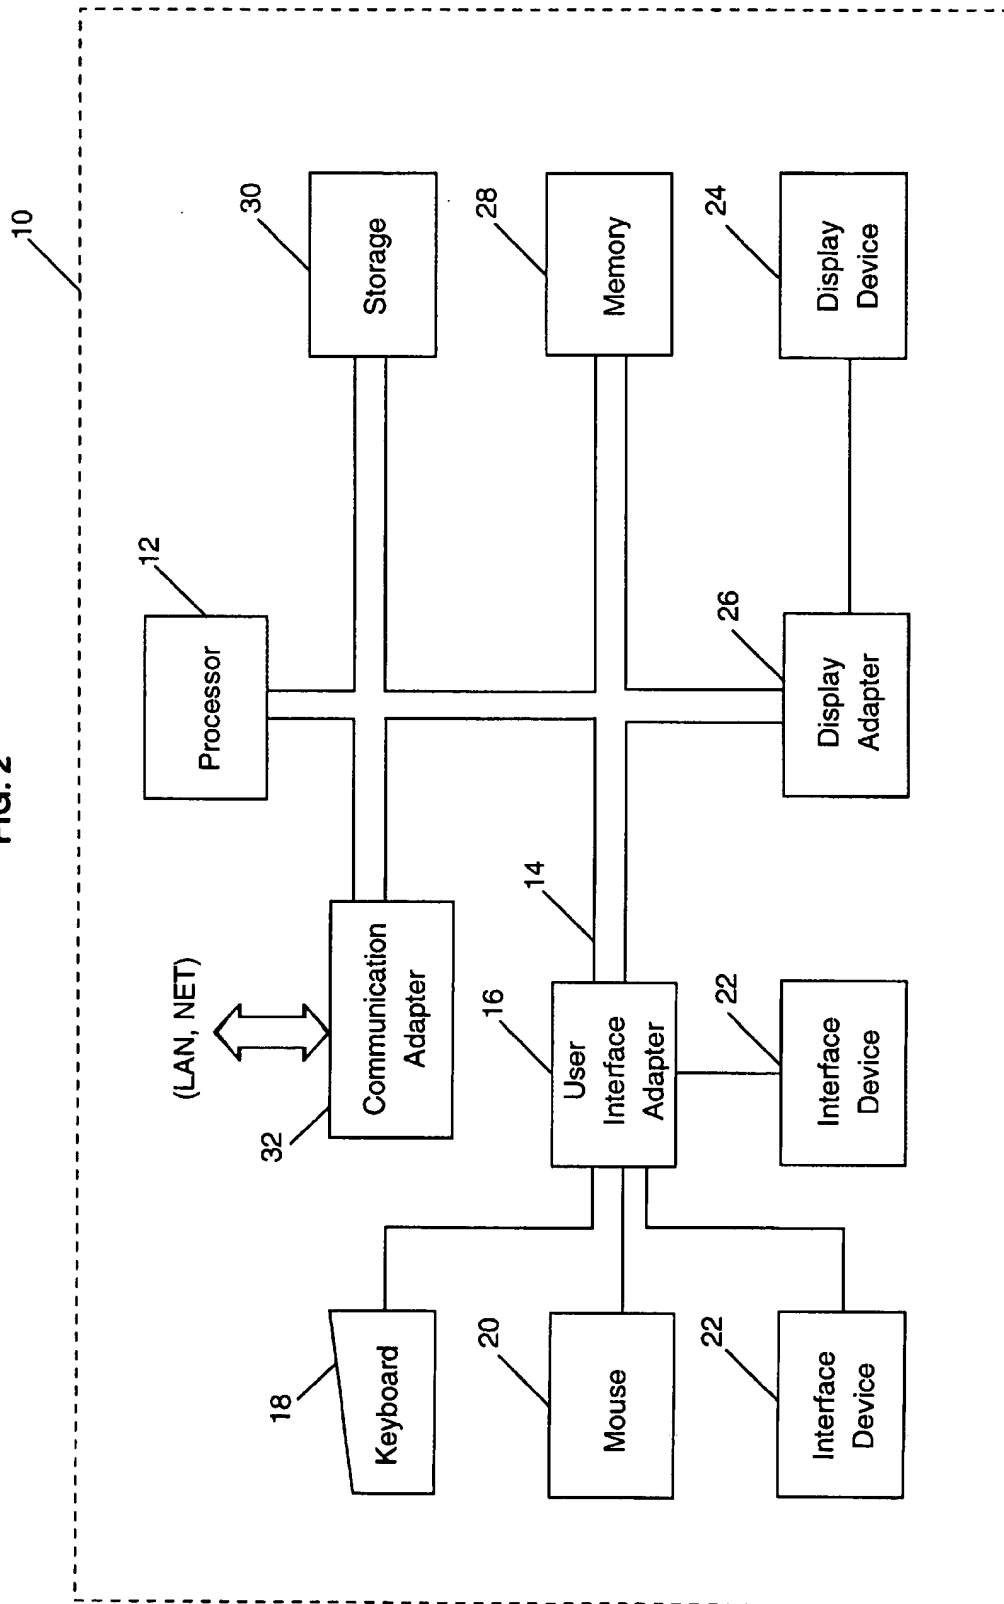 FIG. 2
10
(LAN, NET)
12
Processor
30
Storage
32
Communication
Adapter
18
Keyboard
14
16
User
Interface
Adapter
28
Memory
20
Mouse
22
Interface
Device
22
Interface
Device
26
Display
Adapter
24
Display
Device